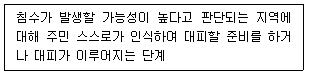 침수가 발생할 가능성이 높다고 판단되는 지역에
대해 주민 스스로가 인식하여 대피할 준비를 하거
나 대피가 이루어지는 단계